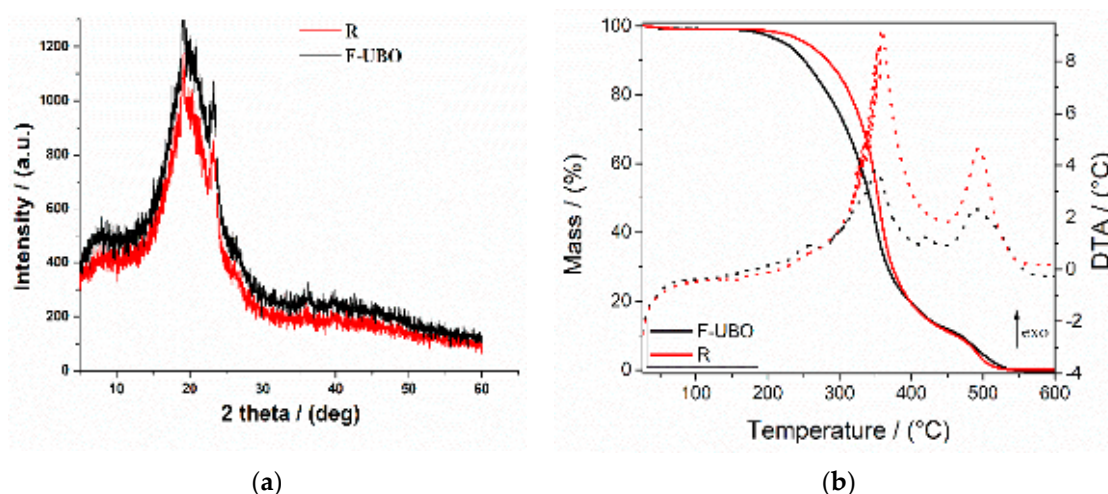 R
F-UBO
1200
1000
800
600
400
200
0
10
20
30
40
50
60
Intensity / (a.u.)
2 theta / (deg)
(a)
100
80
60
40
20
0
Mass / (%)
8
6
4
2
0
-2
-4
DTA / (°C)
exo
F-UBO
R
100
200
300
400
500
600
Temperature / (°C)
(b)